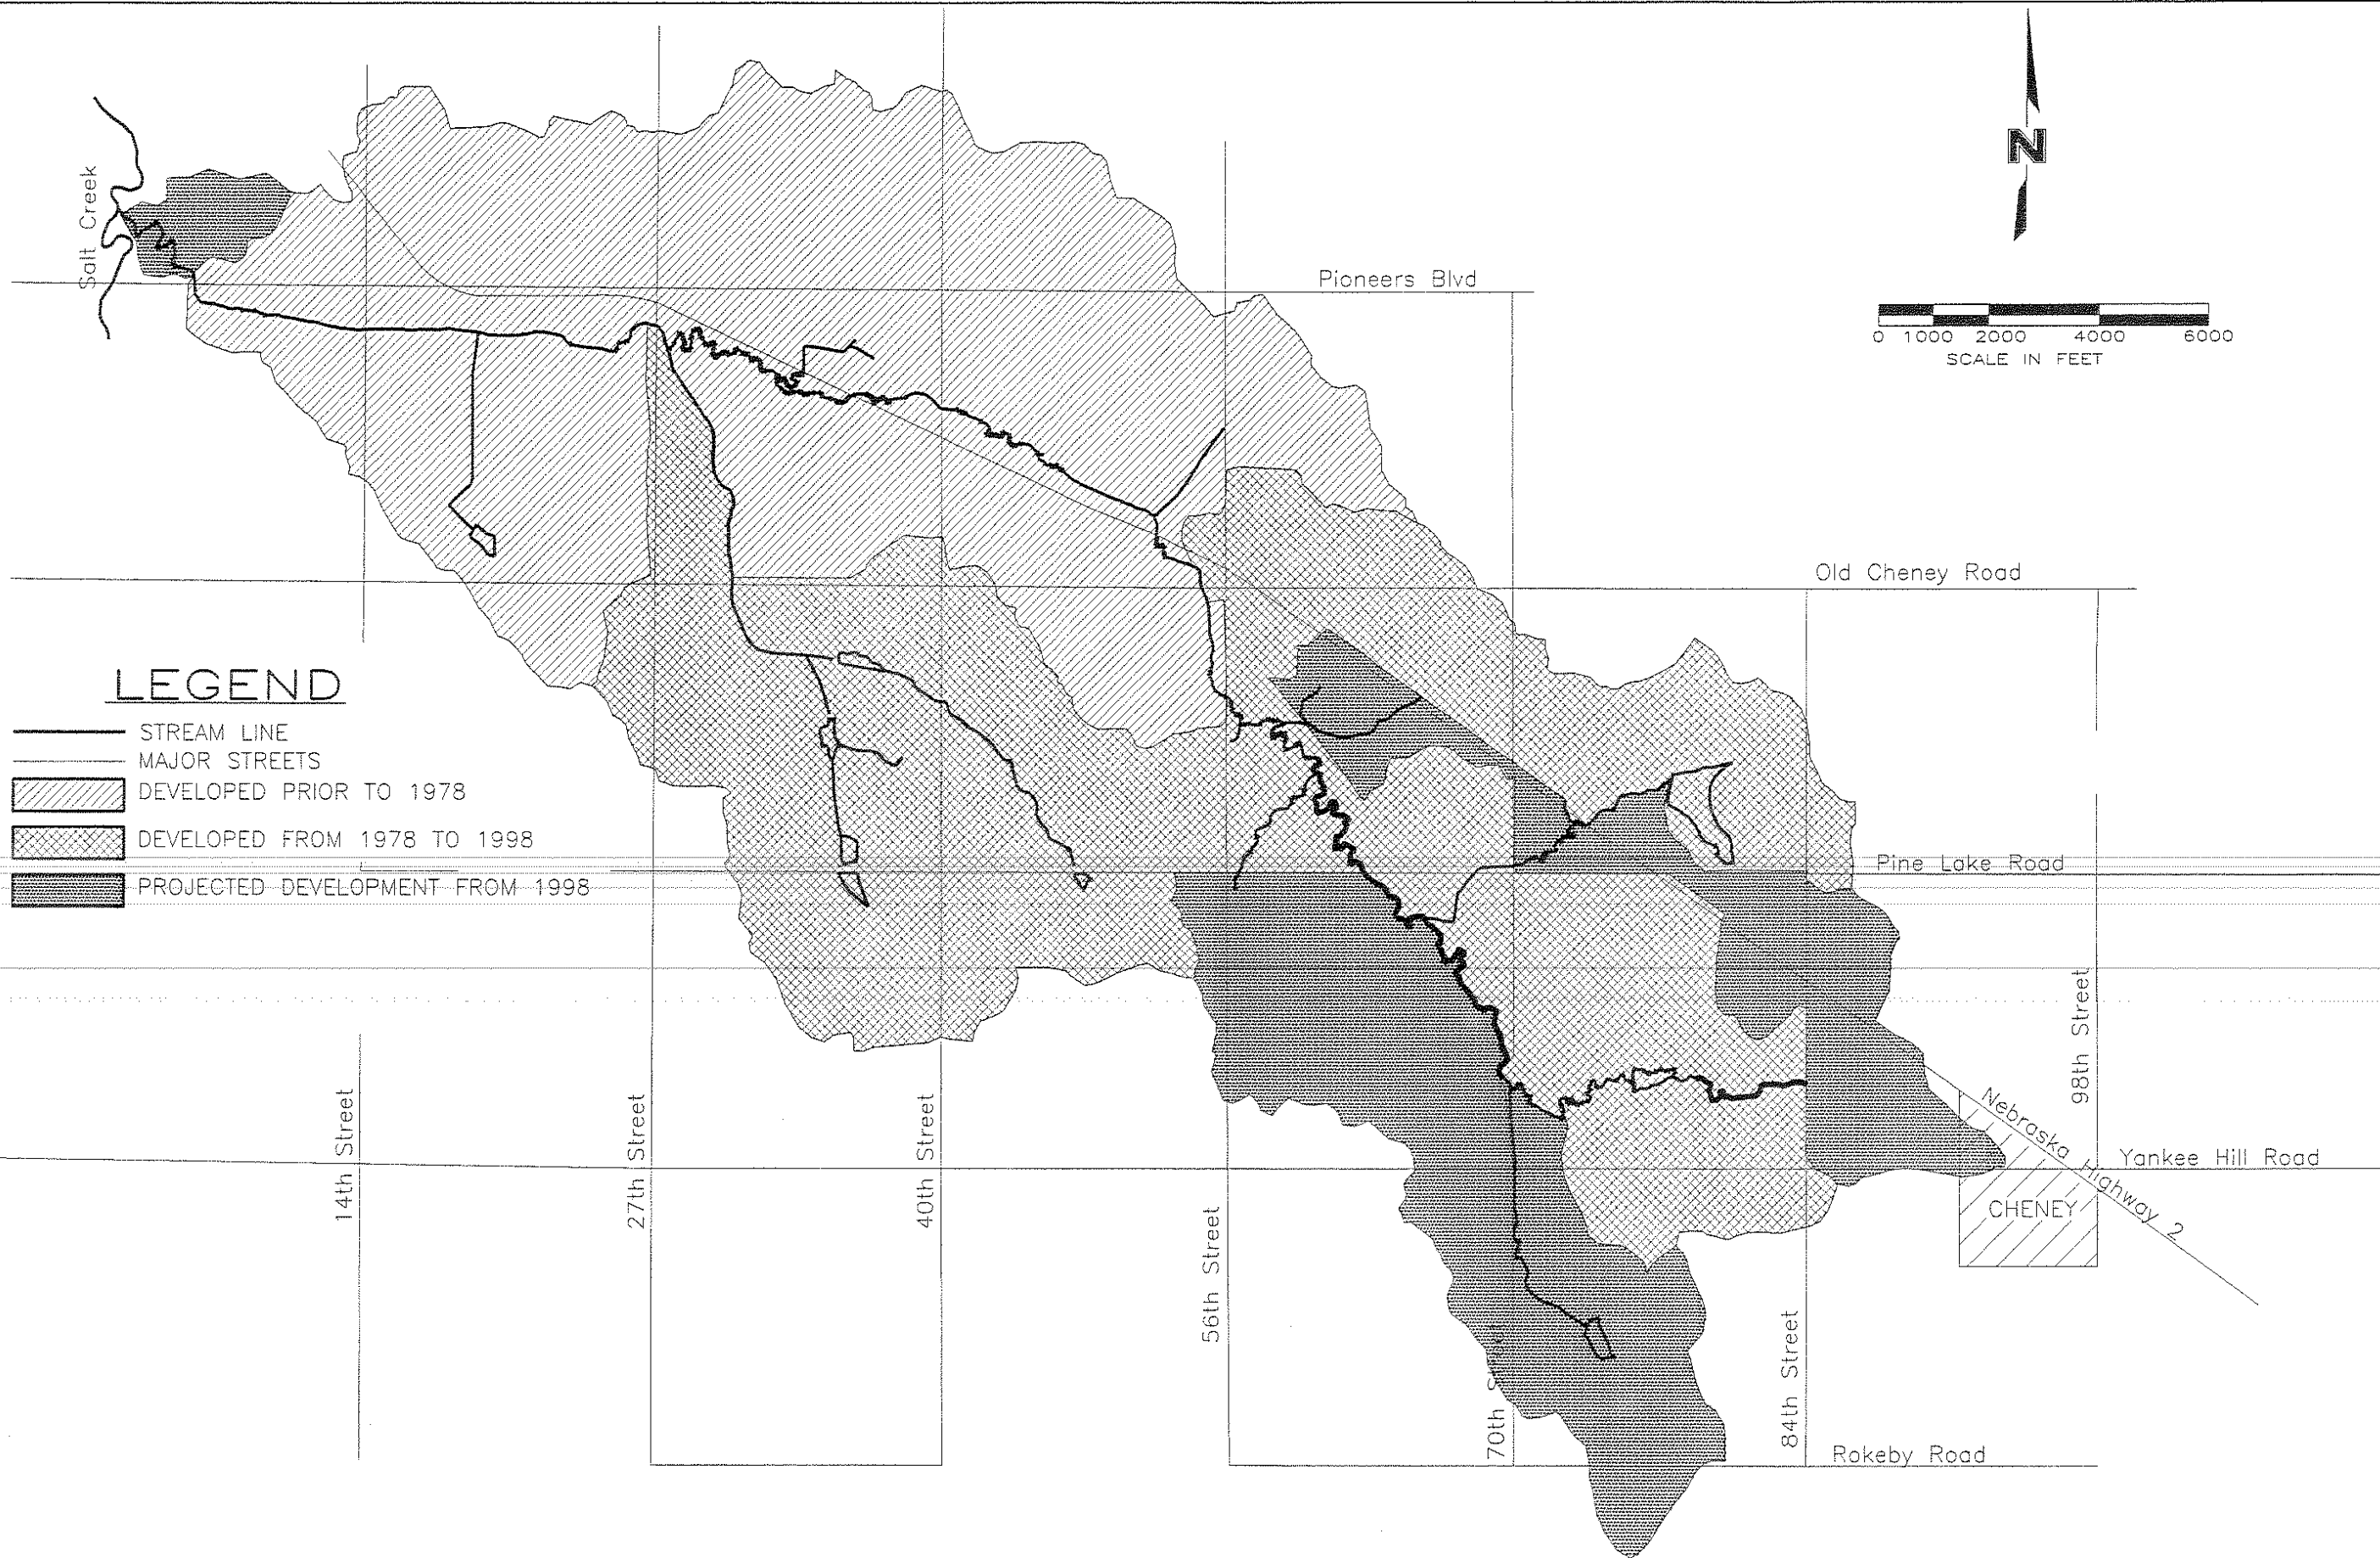 N
Salt Creek
Pioneers Blvd
0 1000 2000 4000 6000
SCALE IN FEET
Old Cheney Road
LEGEND
STREAM LINE
MAJOR STREETS
DEVELOPED PRIOR TO 1978
DEVELOPED FROM 1978 TO 1998
PROJECTED DEVELOPMENT FROM 1998
Pine Lake Road
98th Street
14th Street
27th Street
40th Street
56th Street
70th Street
84th Street
Nebraska Highway 2
Yankee Hill Road
CHENEY
Rokeby Road